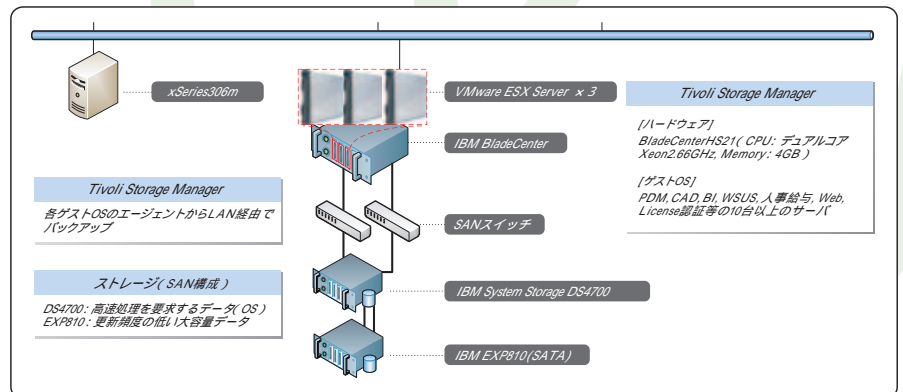 xSeries306m
VMware ESX Server ×3
IBM BladeCenter
SANスイッチ
IBM System Storage DS4700
IBM EXP810(SATA)
Tivoli Storage Manager
各ゲストOSのエージェントからLAN経由で
バックアップ
ストレージ(SAN構成)
DS4700:高速処理を要求するデータ(OS)
EXP810:更新頻度の低い大容量データ
Tivoli Storage Manager
[ハードウェア]
BladeCenterHS21(CPU:デュアルコア
Xeon2.66GHz, Memory:4GB)
[ゲストOS]
PDM, CAD, BI, WSUS, 人事給与, Web,
License認証等の10台以上のサーバ